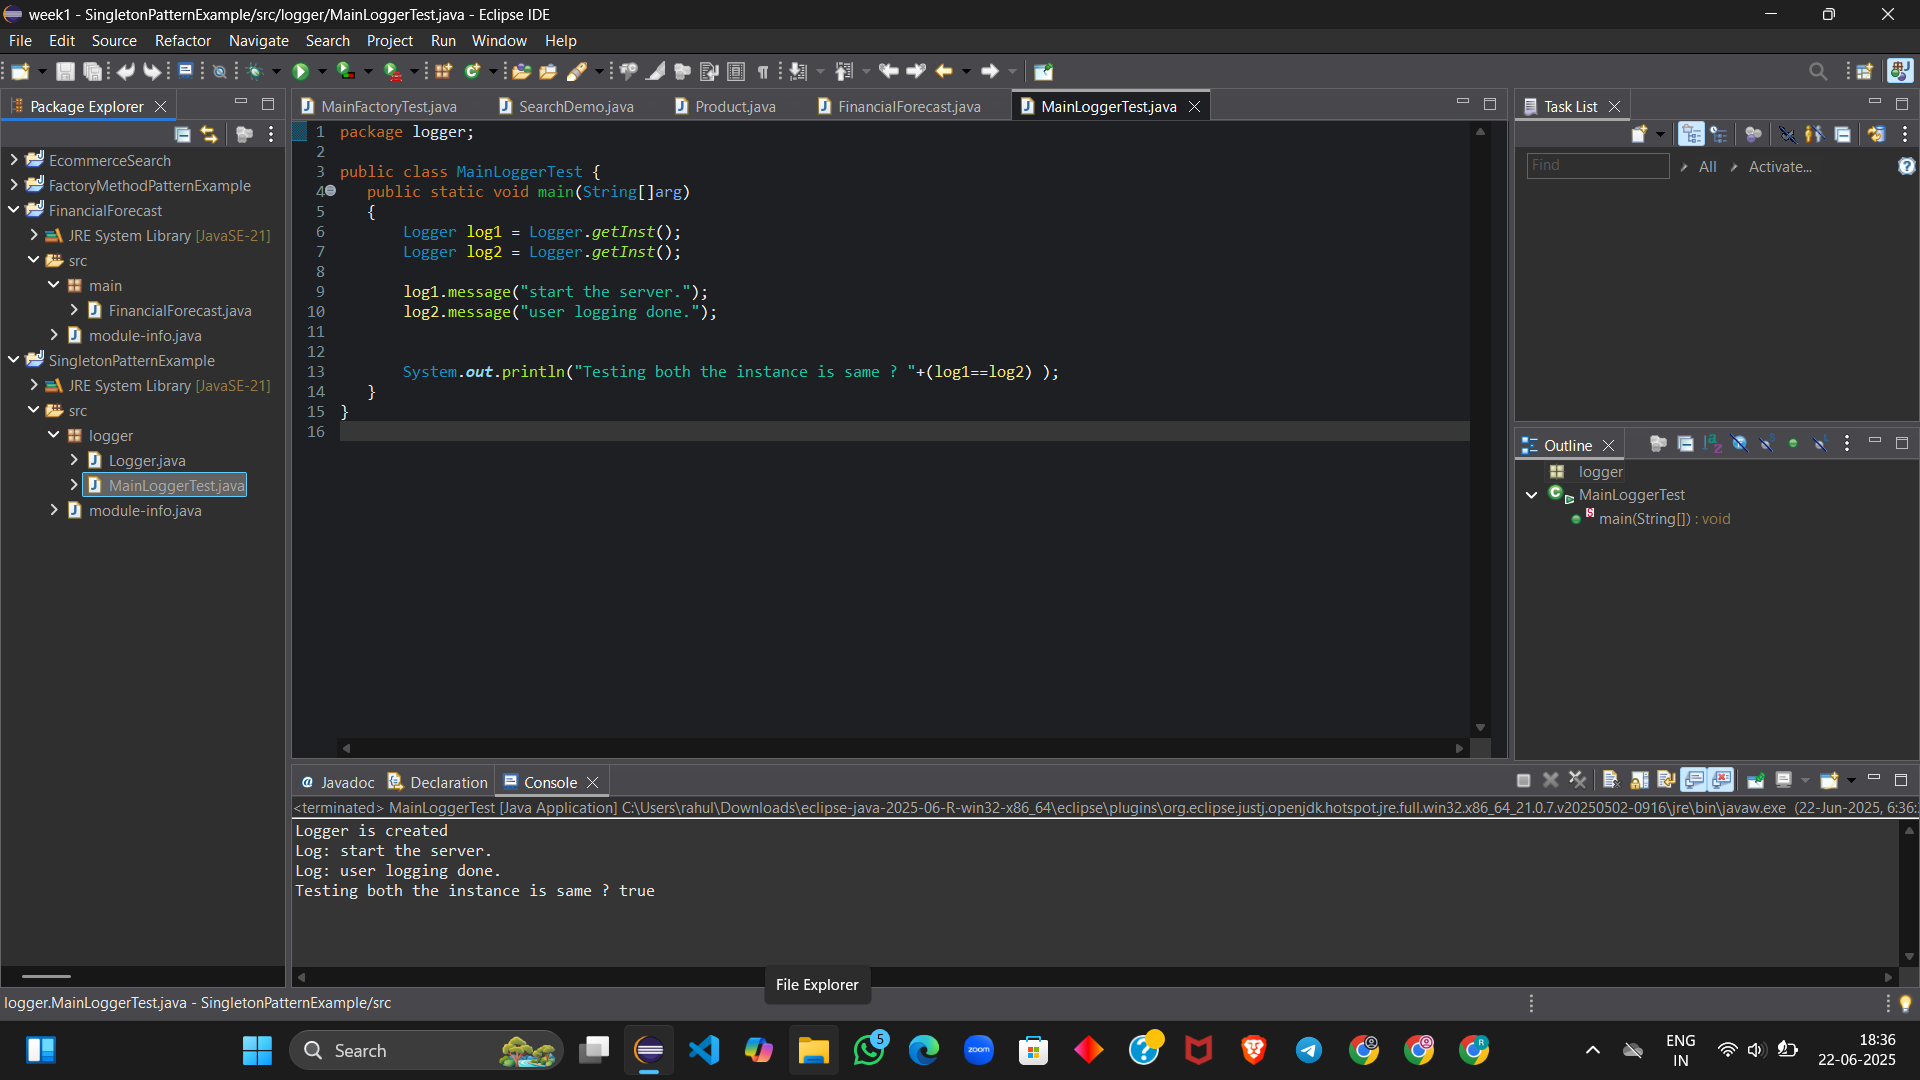 week1 - SingletonPatternExample/src/logger/MainLoggerTest.java - Eclipse IDE
File Edit Source Refactor Navigate Search Project Run Window Help
Package Explorer
EcommerceSearch
FactoryMethodPatternExample
FinancialForecast
JRE System Library [JavaSE-21]
src
main
FinancialForecast.java
module-info.java
SingletonPatternExample
JRE System Library [JavaSE-21]
src
logger
Logger.java
MainLoggerTest.java
module-info.java
MainFactoryTest.java SearchDemo.java Product.java FinancialForecast.java MainLoggerTest.java
1 package logger;
2
3 public class MainLoggerTest {
4 public static void main(String[]arg)
5 {
6 Logger log1 = Logger.getInst();
7 Logger log2 = Logger.getInst();
8
9 log1.message("start the server.");
10 log2.message("user logging done.");
11
12
13 System.out.println("Testing both the instance is same ? "+(log1==log2) );
14 }
15 }
16
Task List
Find All Activate...
Outline
logger
MainLoggerTest
main(String[]) : void
Javadoc Declaration Console
<terminated> MainLoggerTest [Java Application] C:\Users\rahul\Downloads\eclipse-java-2025-06-R-win32-x86_64\eclipse\plugins\org.eclipse.justj.openjdk.hotspot.jre.full.win32.x86_64_21.0.7.v20250502-0916\jre\bin\javaw.exe (22-Jun-2025, 6:36:
Logger is created
Log: start the server.
Log: user logging done.
Testing both the instance is same ? true
File Explorer
logger.MainLoggerTest.java - SingletonPatternExample/src
Search
5
zoom
R
ENG
IN
18:36
22-06-2025